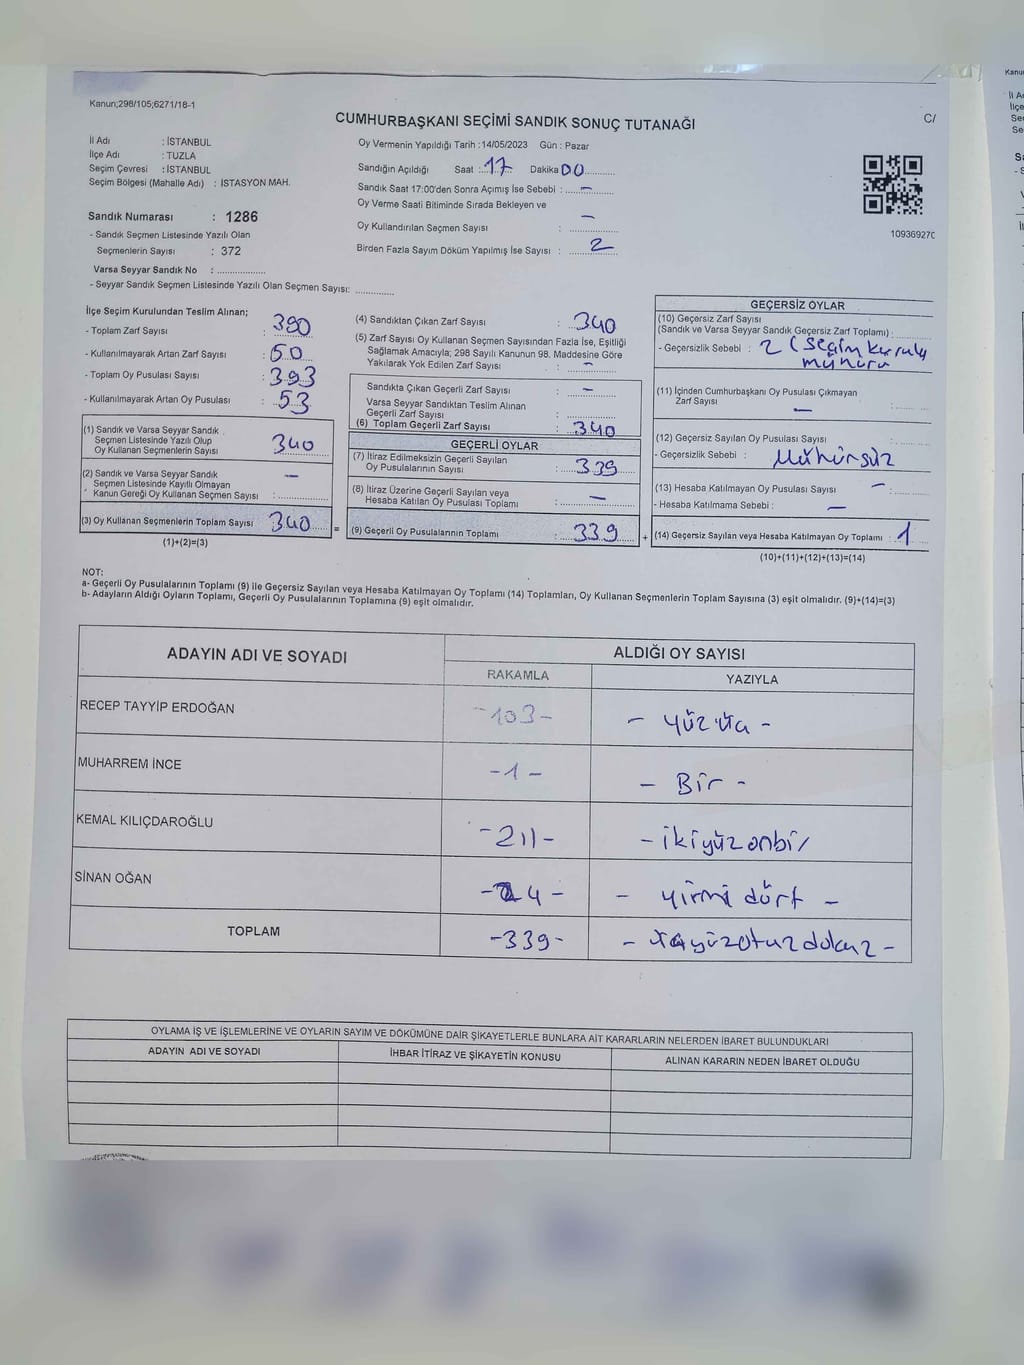 Kanun;298/105;6271/18-1
CUMHURBAŞKANI SEÇİMİ SANDIK SONUÇ TUTANAĞI
C/
İl Adı : İSTANBUL
İlçe Adı : TUZLA
Seçim Çevresi : İSTANBUL
Seçim Bölgesi (Mahalle Adı) : İSTASYON MAH.
Sandık Numarası : 1286
- Sandık Seçmen Listesinde Yazılı Olan
Seçmenlerin Sayısı : 372
Varsa Seyyar Sandık No : ..................
- Seyyar Sandık Seçmen Listesinde Yazılı Olan Seçmen Sayısı: ..............
Oy Vermenin Yapıldığı Tarih :14/05/2023 Gün : Pazar
Sandığın Açıldığı Saat :17 Dakika 00
Sandık Saat 17:00'den Sonra Açımış İse Sebebi : –
Oy Verme Saati Bitiminde Sırada Bekleyen ve
Oy Kullandırılan Seçmen Sayısı : –
Birden Fazla Sayım Döküm Yapılmış İse Sayısı : 2
109369270
İlçe Seçim Kurulundan Teslim Alınan;
- Toplam Zarf Sayısı : 390
- Kullanılmayarak Artan Zarf Sayısı : 50
- Toplam Oy Pusulası Sayısı : 393
- Kullanılmayarak Artan Oy Pusulası : 53
(1) Sandık ve Varsa Seyyar Sandık
Seçmen Listesinde Yazılı Olup
Oy Kullanan Seçmenlerin Sayısı 340
(2) Sandık ve Varsa Seyyar Sandık
Seçmen Listesinde Kayıtlı Olmayan
Kanun Gereği Oy Kullanan Seçmen Sayısı : –
(3) Oy Kullanan Seçmenlerin Toplam Sayısı 340 =
(1)+(2)=(3)
(4) Sandıktan Çıkan Zarf Sayısı : 340
(5) Zarf Sayısı Oy Kullanan Seçmen Sayısından Fazla İse, Eşitliği
Sağlamak Amacıyla; 298 Sayılı Kanunun 98. Maddesine Göre
Yakılarak Yok Edilen Zarf Sayısı : –
Sandıkta Çıkan Geçerli Zarf Sayısı : –
Varsa Seyyar Sandıktan Teslim Alınan
Geçerli Zarf Sayısı :
(6) Toplam Geçerli Zarf Sayısı : 340
GEÇERLİ OYLAR
(7) İtiraz Edilmeksizin Geçerli Sayılan
Oy Pusulalarının Sayısı : 339
(8) İtiraz Üzerine Geçerli Sayılan veya
Hesaba Katılan Oy Pusulası Toplamı : –
(9) Geçerli Oy Pusulalarının Toplamı : 339 +
GEÇERSİZ OYLAR
(10) Geçersiz Zarf Sayısı
(Sandık ve Varsa Seyyar Sandık Geçersiz Zarf Toplamı) :
- Geçersizlik Sebebi : 2 (Seçim kurulu
mührü
(11) İçinden Cumhurbaşkanı Oy Pusulası Çıkmayan
Zarf Sayısı –
(12) Geçersiz Sayılan Oy Pusulası Sayısı :
- Geçersizlik Sebebi : Mühürsüz
(13) Hesaba Katılmayan Oy Pusulası Sayısı – :
- Hesaba Katılmama Sebebi : –
(14) Geçersiz Sayılan veya Hesaba Katılmayan Oy Toplamı : 1
(10)+(11)+(12)+(13)=(14)
NOT:
a- Geçerli Oy Pusulalarının Toplamı (9) ile Geçersiz Sayılan veya Hesaba Katılmayan Oy Toplamı (14) Toplamları, Oy Kullanan Seçmenlerin Toplam Sayısına (3) eşit olmalıdır. (9)+(14)=(3)
b- Adayların Aldığı Oyların Toplamı, Geçerli Oy Pusulalarının Toplamına (9) eşit olmalıdır.
ADAYIN ADI VE SOYADI ALDIĞI OY SAYISI
RAKAMLA YAZIYLA
RECEP TAYYİP ERDOĞAN -103- - yüz üç -
MUHARREM İNCE -1- - Bir -
KEMAL KILIÇDAROĞLU -211- - ikiyüzonbir
SİNAN OĞAN -24- - yirmi dört -
TOPLAM -339- - üçyüzotuzdokuz -
OYLAMA İŞ VE İŞLEMLERİNE VE OYLARIN SAYIM VE DÖKÜMÜNE DAİR ŞİKAYETLERLE BUNLARA AİT KARARLARIN NELERDEN İBARET BULUNDUKLARI
ADAYIN ADI VE SOYADI İHBAR İTİRAZ VE ŞİKAYETİN KONUSU ALINAN KARARIN NEDEN İBARET OLDUĞU